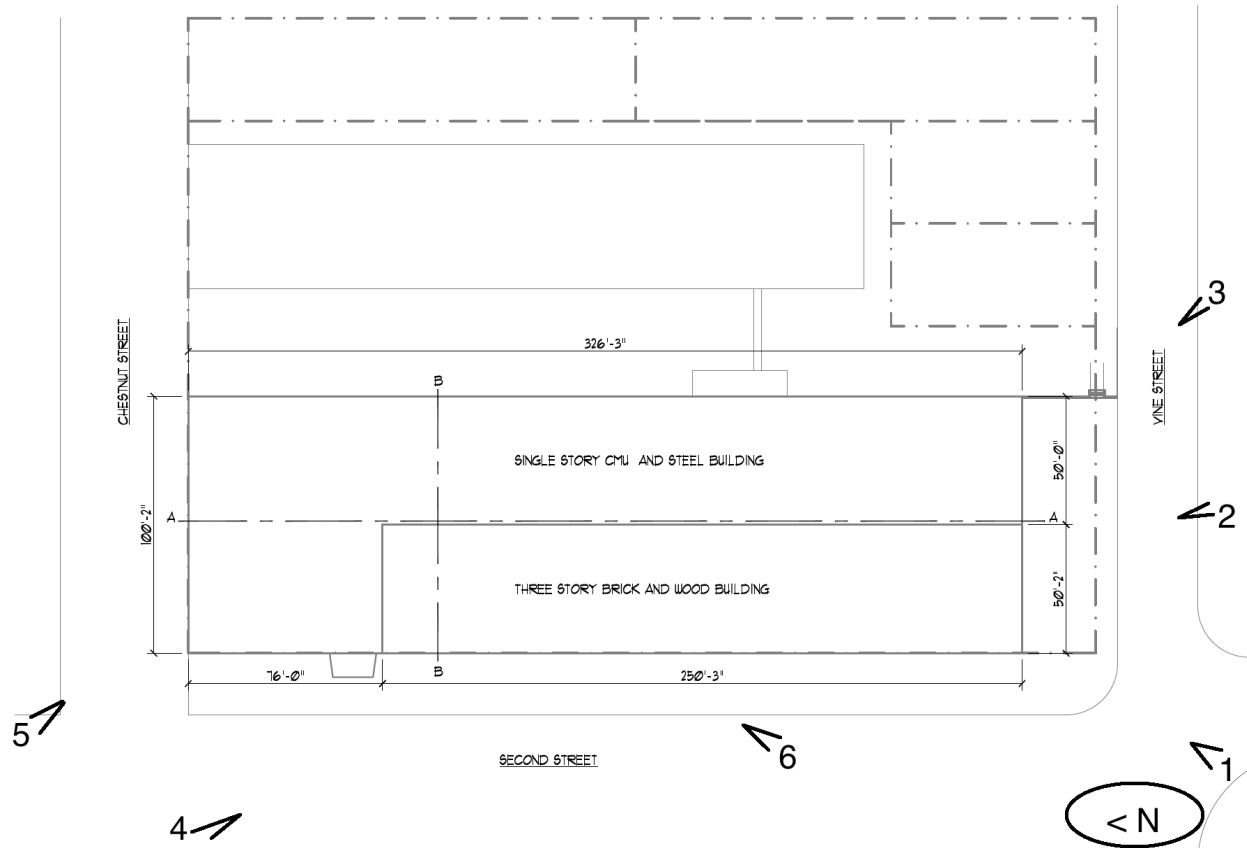 3
326'-3"
CHESTNUT STREET
VINE STREET
B
SINGLE STORY CMU AND STEEL BUILDING
50'-0"
100'-2"
A
A
2
THREE STORY BRICK AND WOOD BUILDING
50'-2"
76'-0"
B
250'-3"
5
6
SECOND STREET
1
4
< N